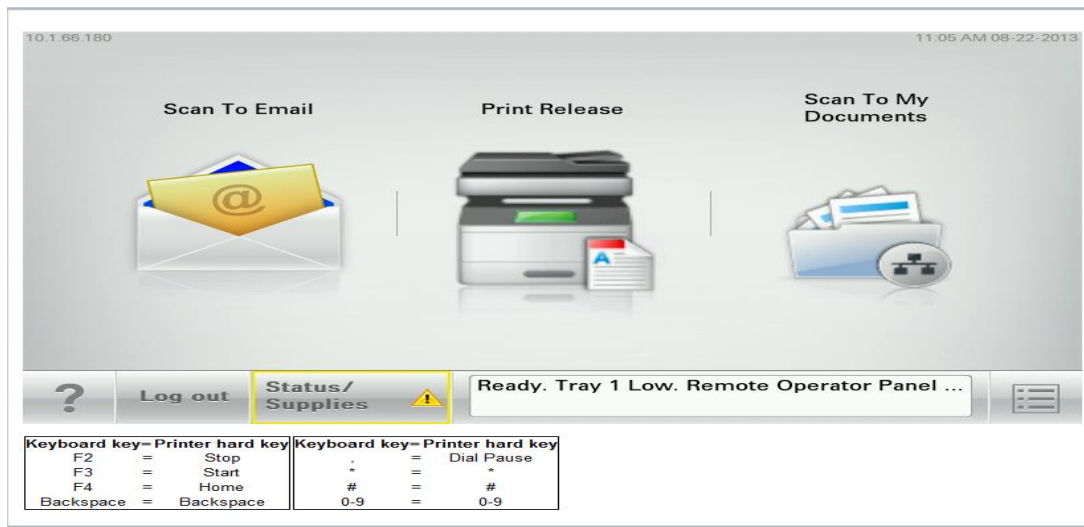 10.1.66.180
11:05 AM 08-22-2013
Scan To Email
Print Release
Scan To My
Documents
@
A
?
Log out
Status/
Supplies
!
Ready. Tray 1 Low. Remote Operator Panel ...
Keyboard key= Printer hard key Keyboard key= Printer hard key
F2 = Stop , = Dial Pause
F3 = Start * = *
F4 = Home # = #
Backspace = Backspace 0-9 = 0-9